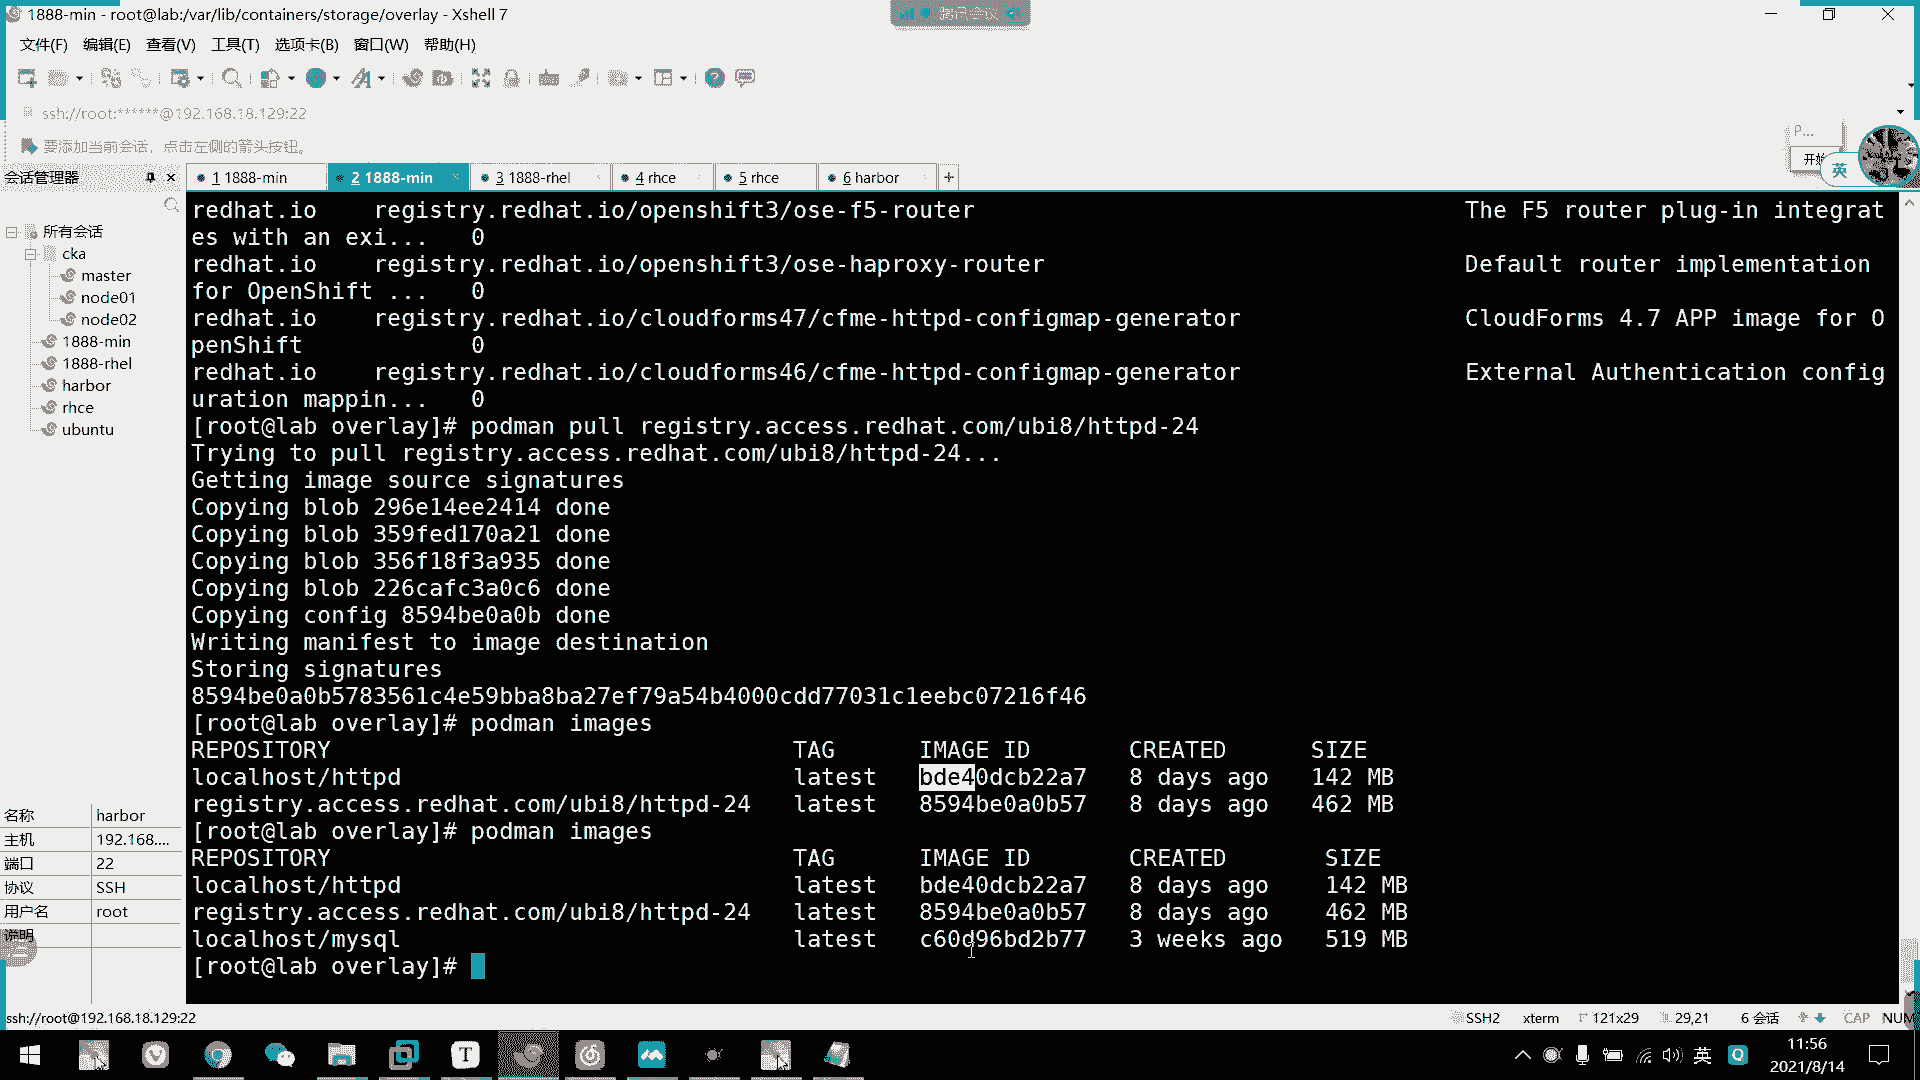 1888-min - root@lab:/var/lib/containers/storage/overlay - Xshell 7
文件(F) 编辑(E) 查看(V) 工具(T) 选项卡(B) 窗口(W) 帮助(H)
ssh://root:******@192.168.18.129:22
要添加当前会话，点击左侧的箭头按钮。
P...
开始
英
会话管理器
1 1888-min
2 1888-min
3 1888-rhel
4 rhce
5 rhce
6 harbor
所有会话
cka
master
node01
node02
1888-min
1888-rhel
harbor
rhce
ubuntu
redhat.io registry.redhat.io/openshift3/ose-f5-router The F5 router plug-in integrat
es with an exi... 0
redhat.io registry.redhat.io/openshift3/ose-haproxy-router Default router implementation
for OpenShift ... 0
redhat.io registry.redhat.io/cloudforms47/cfme-httpd-configmap-generator CloudForms 4.7 APP image for O
penShift 0
redhat.io registry.redhat.io/cloudforms46/cfme-httpd-configmap-generator External Authentication config
uration mappin... 0
[root@lab overlay]# podman pull registry.access.redhat.com/ubi8/httpd-24
Trying to pull registry.access.redhat.com/ubi8/httpd-24...
Getting image source signatures
Copying blob 296e14ee2414 done
Copying blob 359fed170a21 done
Copying blob 356f18f3a935 done
Copying blob 226cafc3a0c6 done
Copying config 8594be0a0b done
Writing manifest to image destination
Storing signatures
8594be0a0b5783561c4e59bba8ba27ef79a54b4000cdd77031c1eebc07216f46
[root@lab overlay]# podman images
REPOSITORY TAG IMAGE ID CREATED SIZE
localhost/httpd latest bde40dcb22a7 8 days ago 142 MB
registry.access.redhat.com/ubi8/httpd-24 latest 8594be0a0b57 8 days ago 462 MB
[root@lab overlay]# podman images
REPOSITORY TAG IMAGE ID CREATED SIZE
localhost/httpd latest bde40dcb22a7 8 days ago 142 MB
registry.access.redhat.com/ubi8/httpd-24 latest 8594be0a0b57 8 days ago 462 MB
localhost/mysql latest c60d96bd2b77 3 weeks ago 519 MB
[root@lab overlay]#
名称 harbor
主机 192.168....
端口 22
协议 SSH
用户名 root
说明
ssh://root@192.168.18.129:22 SSH2 xterm 121x29 29,21 6 会话 CAP NUM
英
11:56
2021/8/14